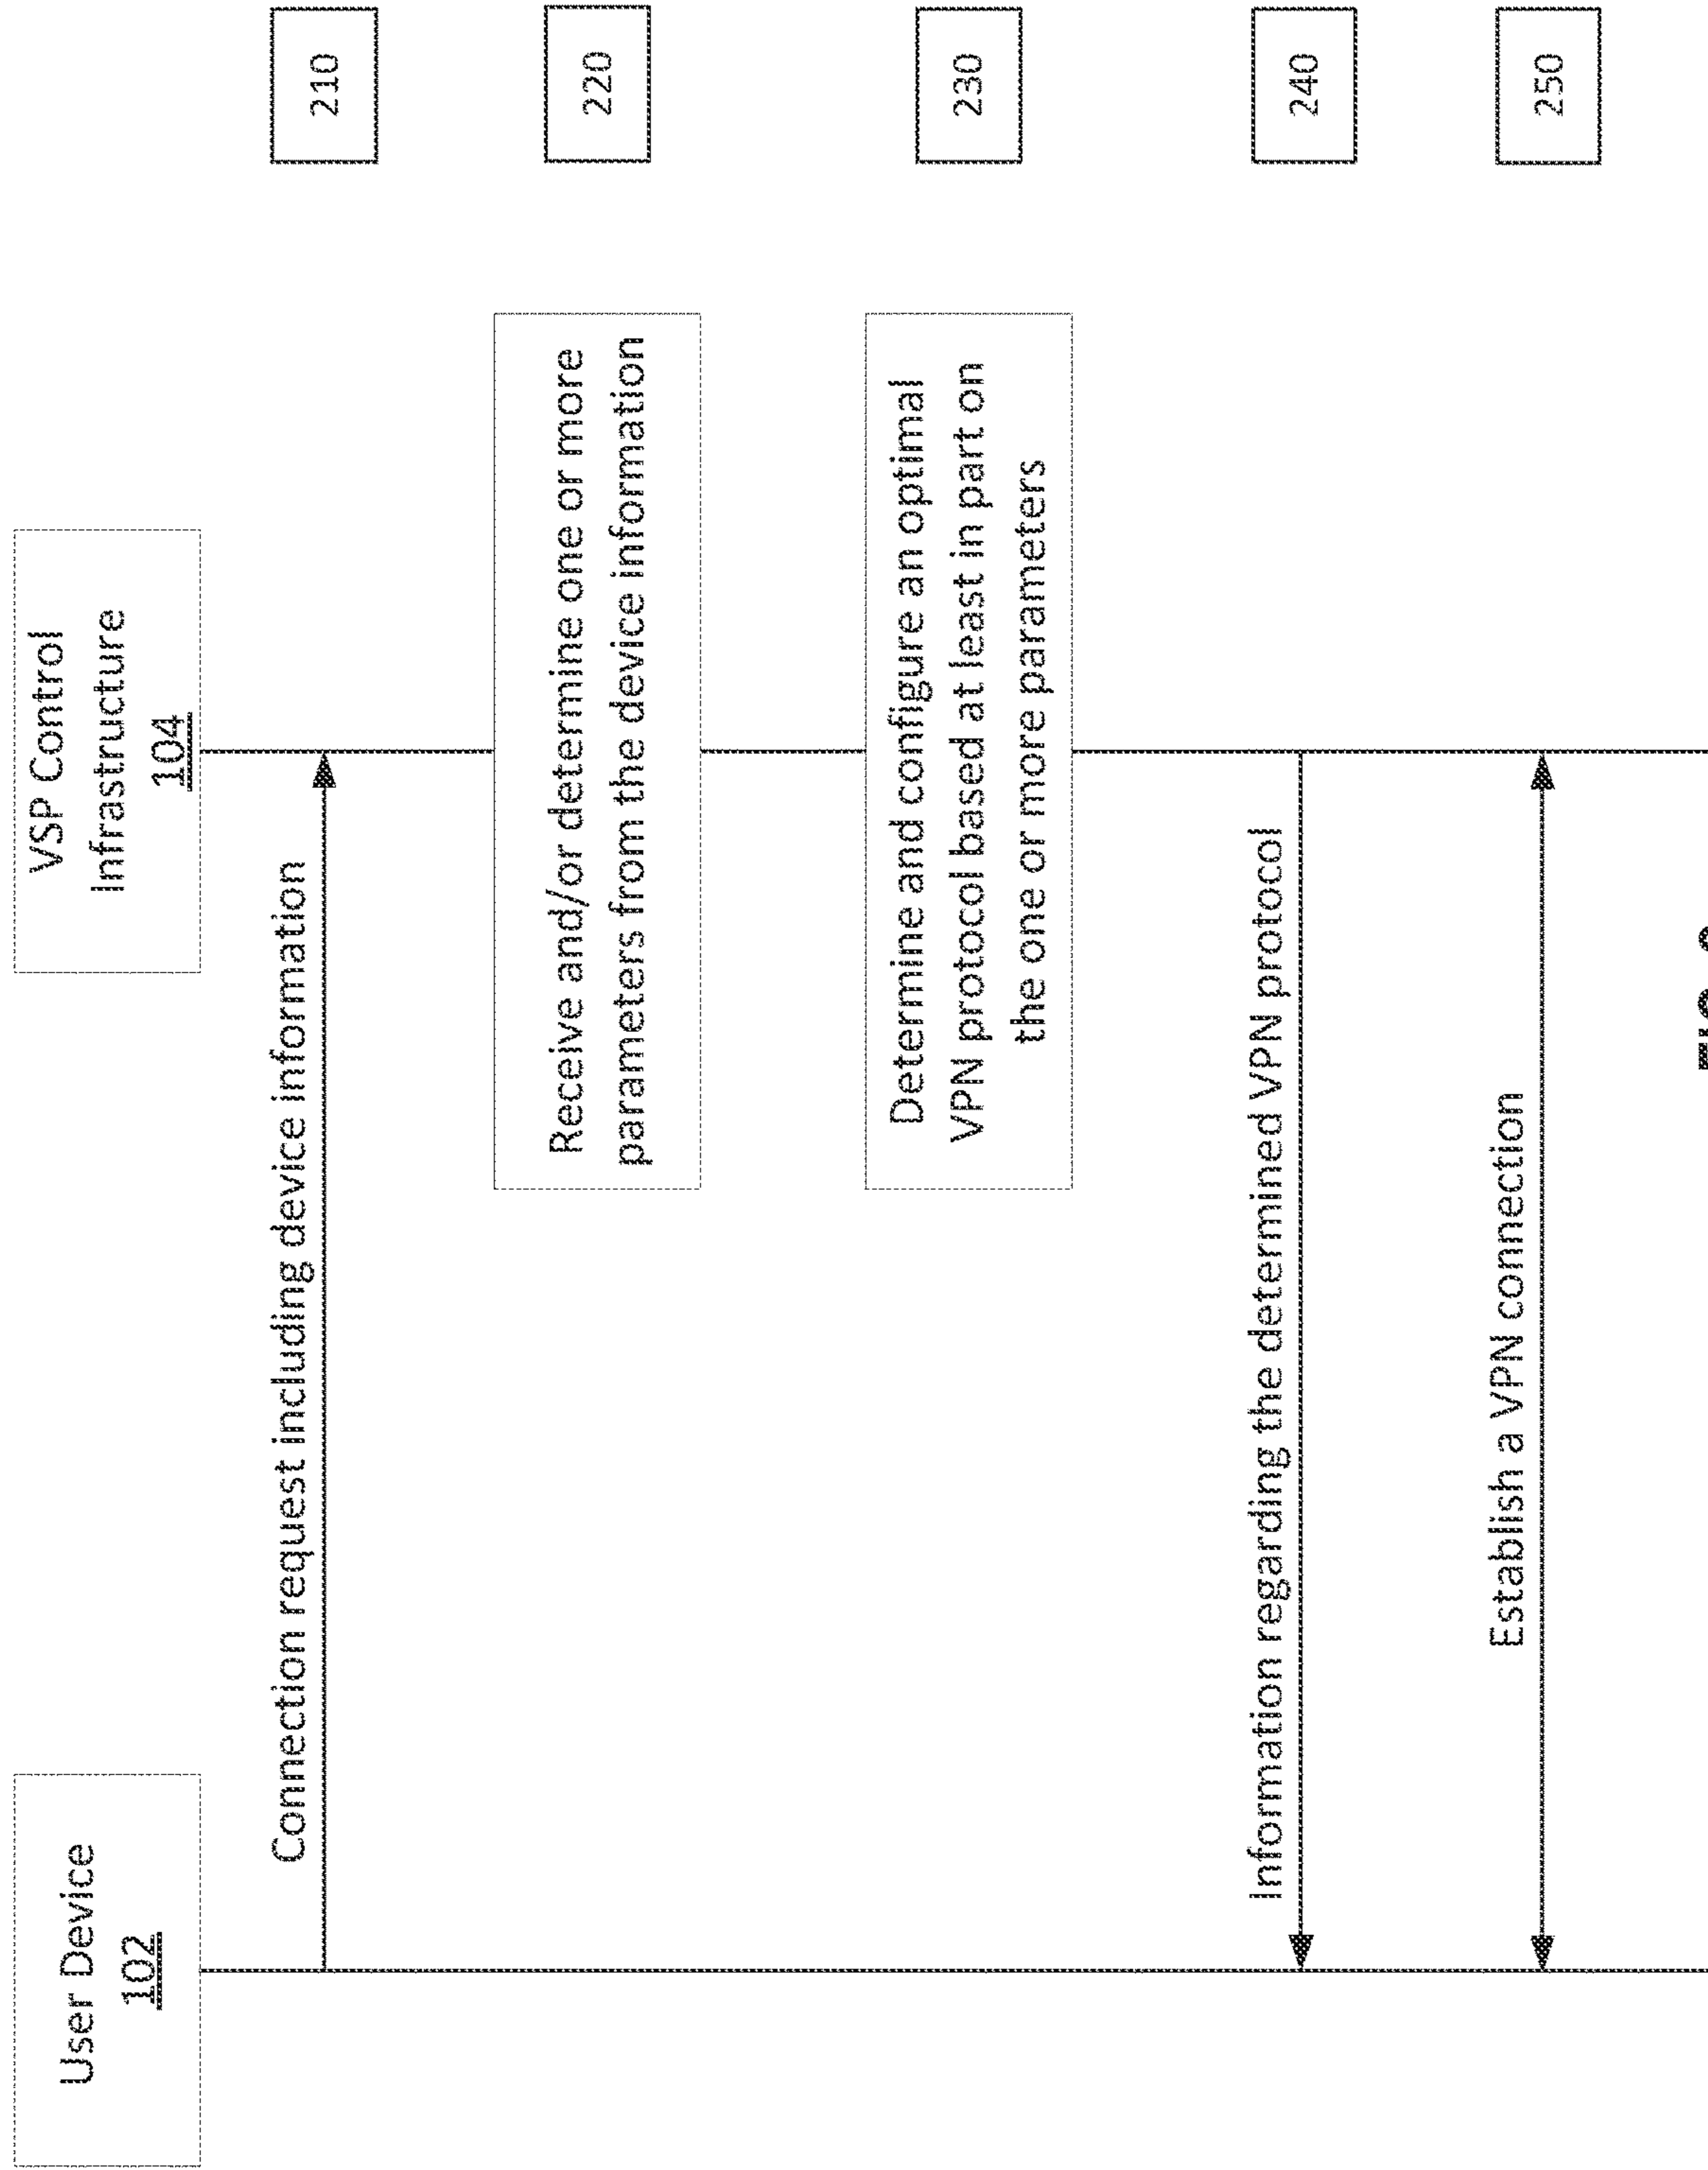 User Device
102
VSP Control
Infrastructure
104
Connection request including device information
210
Receive and/or determine one or more
parameters from the device information
220
Determine and configure an optimal
VPN protocol based at least in part on
the one or more parameters
230
Information regarding the determined VPN protocol
240
Establish a VPN connection
250